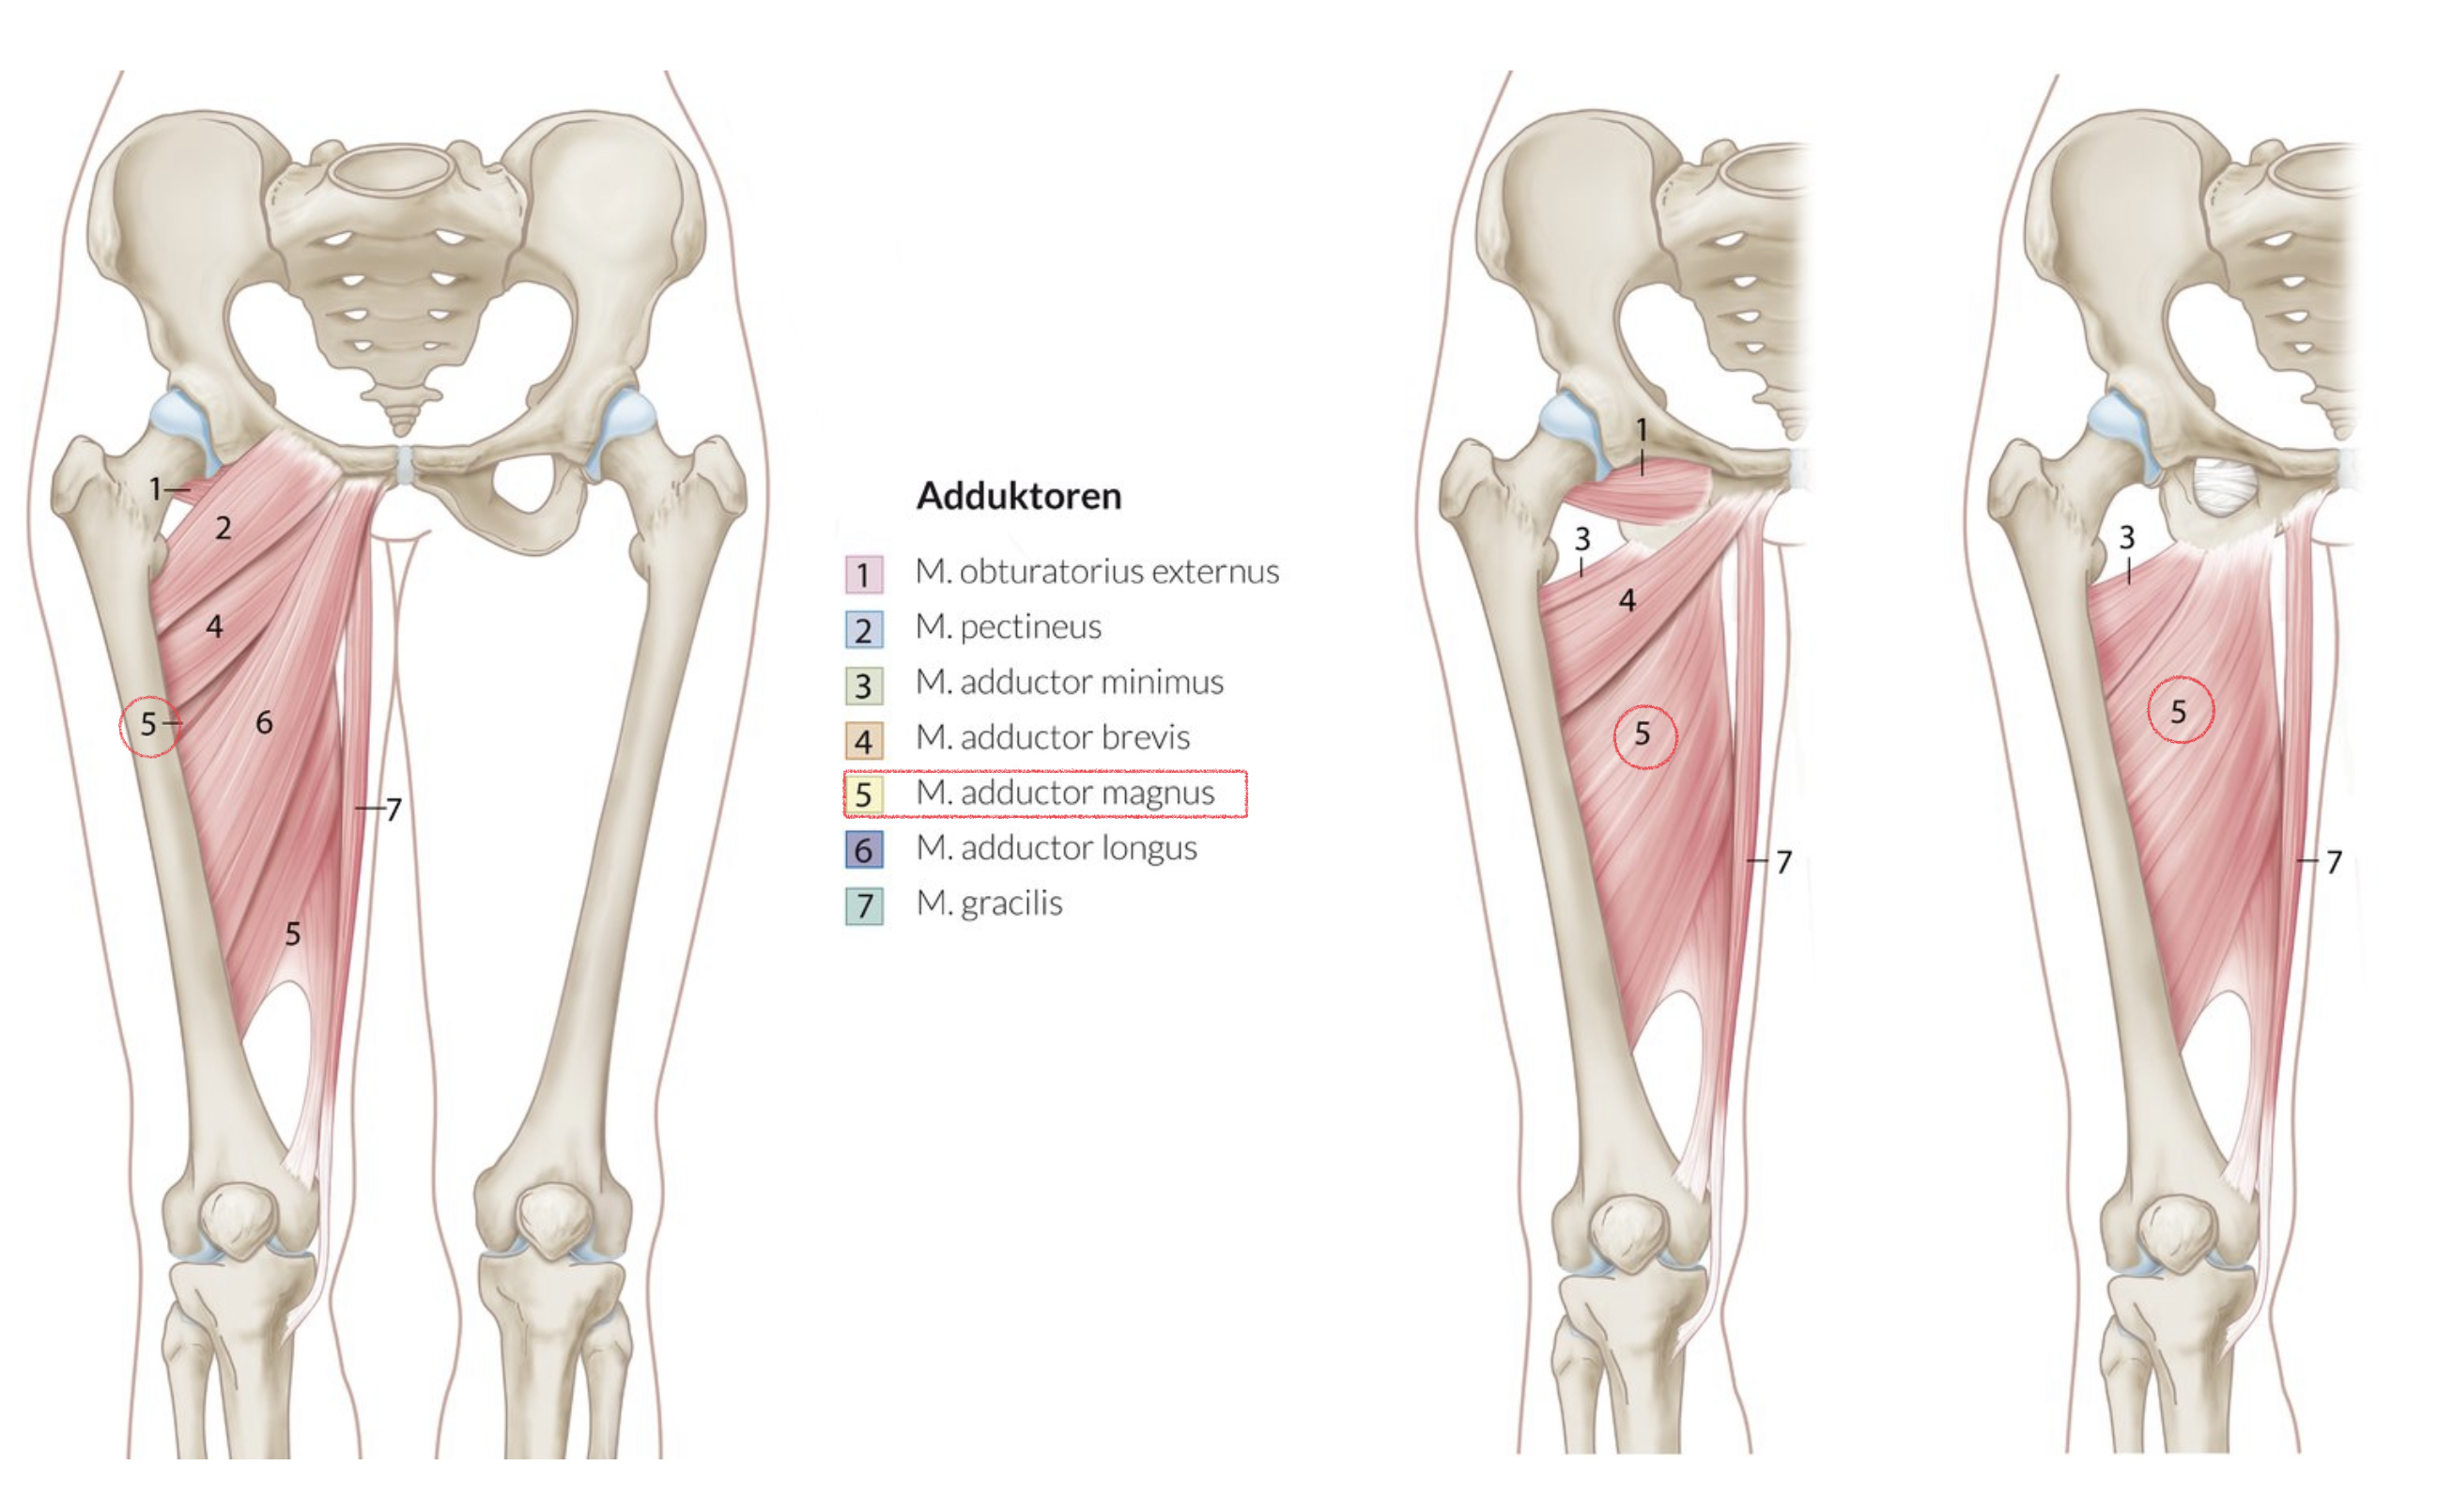 1
2
4
5
6
7
5
Adduktoren
1 M. obturatorius externus
2 M. pectineus
3 M. adductor minimus
4 M. adductor brevis
5 M. adductor magnus
6 M. adductor longus
7 M. gracilis
1
3
4
5
7
3
5
7